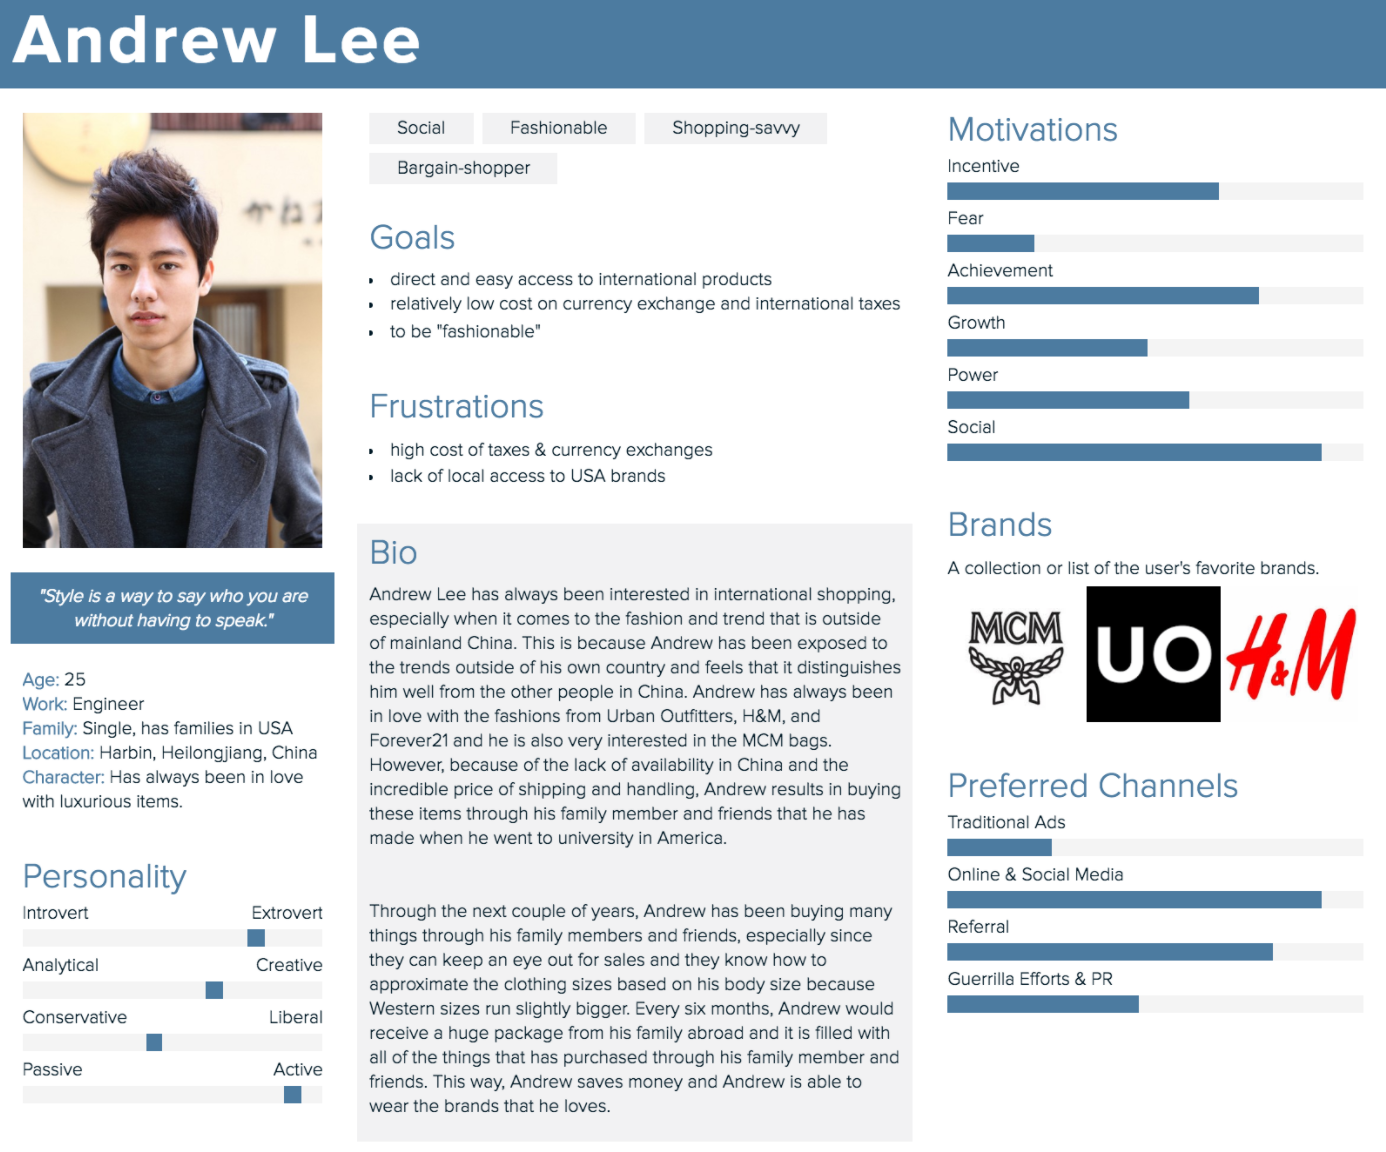 Andrew Lee
かね
"Style is a way to say who you are
without having to speak."
Age: 25
Work: Engineer
Family: Single, has families in USA
Location: Harbin, Heilongjiang, China
Character: Has always been in love
with luxurious items.
Personality
Introvert Extrovert
Analytical Creative
Conservative Liberal
Passive Active
Social Fashionable Shopping-savvy
Bargain-shopper
Goals
• direct and easy access to international products
• relatively low cost on currency exchange and international taxes
• to be "fashionable"
Frustrations
• high cost of taxes & currency exchanges
• lack of local access to USA brands
Bio
Andrew Lee has always been interested in international shopping,
especially when it comes to the fashion and trend that is outside
of mainland China. This is because Andrew has been exposed to
the trends outside of his own country and feels that it distinguishes
him well from the other people in China. Andrew has always been
in love with the fashions from Urban Outfitters, H&M, and
Forever21 and he is also very interested in the MCM bags.
However, because of the lack of availability in China and the
incredible price of shipping and handling, Andrew results in buying
these items through his family member and friends that he has
made when he went to university in America.
Through the next couple of years, Andrew has been buying many
things through his family members and friends, especially since
they can keep an eye out for sales and they know how to
approximate the clothing sizes based on his body size because
Western sizes run slightly bigger. Every six months, Andrew would
receive a huge package from his family abroad and it is filled with
all of the things that has purchased through his family member and
friends. This way, Andrew saves money and Andrew is able to
wear the brands that he loves.
Motivations
Incentive
Fear
Achievement
Growth
Power
Social
Brands
A collection or list of the user's favorite brands.
MCM UO H&M
Preferred Channels
Traditional Ads
Online & Social Media
Referral
Guerrilla Efforts & PR